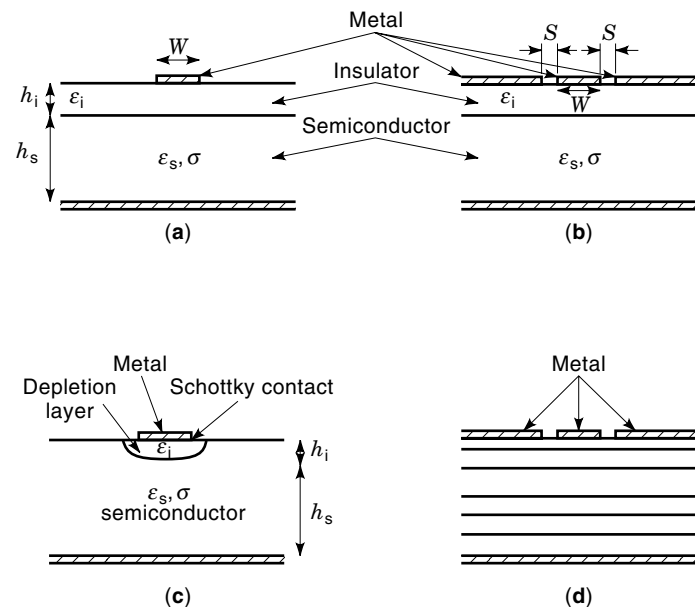 Metal
W
S
S
h_i
ε_i
Insulator
ε_i
W
h_s
Semiconductor
ε_s, σ
ε_s, σ
(a)
(b)
Metal
Depletion
layer
Schottky contact
ε_i
h_i
ε_s, σ
semiconductor
h_s
(c)
Metal
(d)